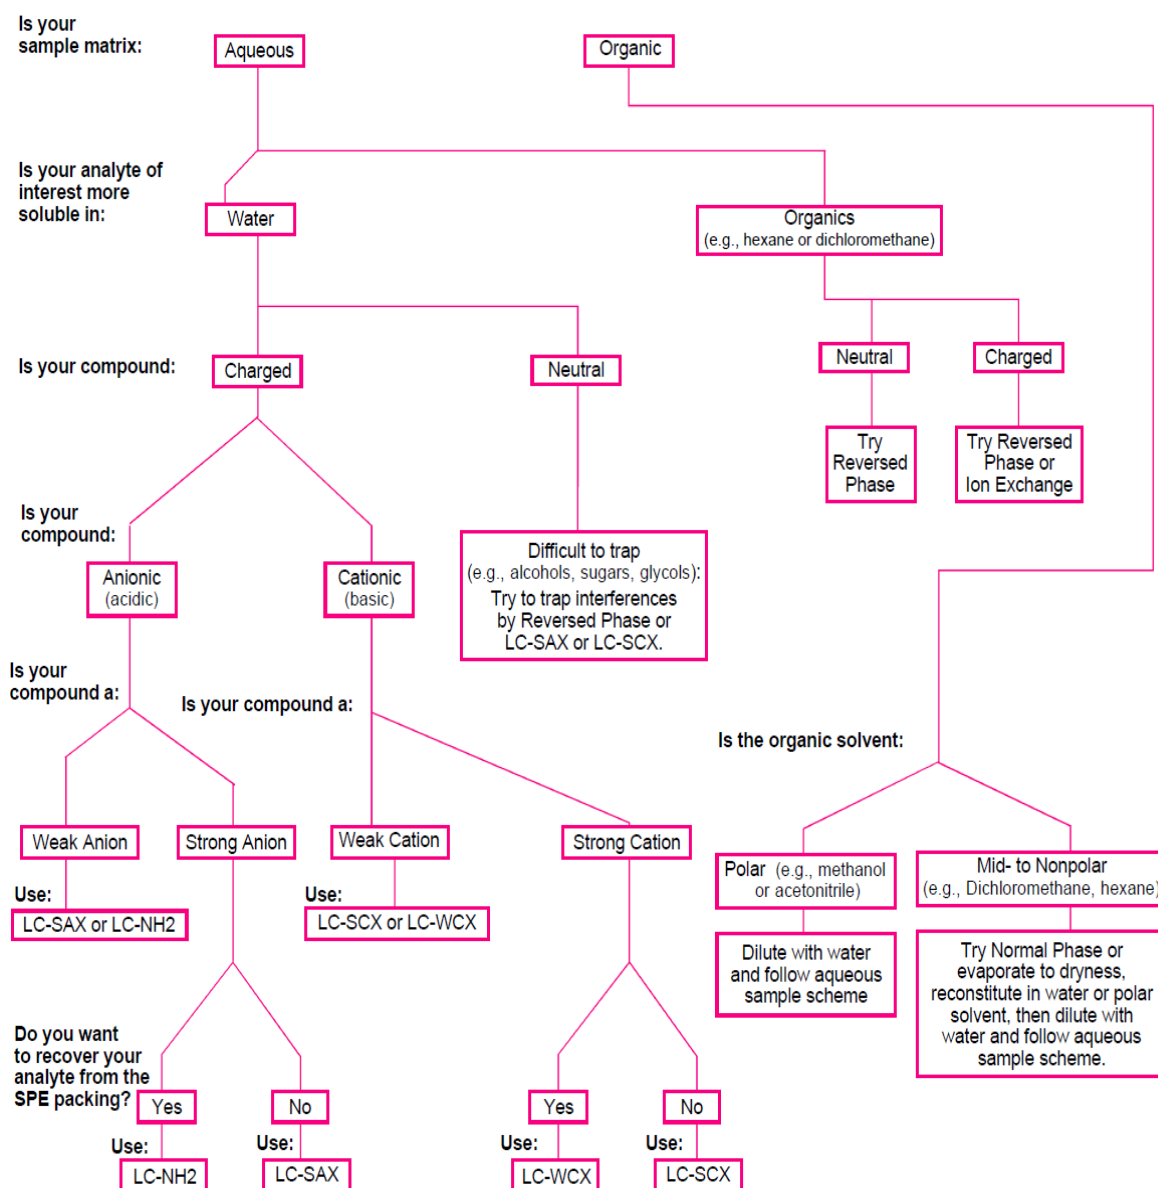 Is your
sample matrix:
Aqueous
Organic
Is your analyte of
interest more
soluble in:
Water
Organics
(e.g., hexane or dichloromethane)
Is your compound:
Charged
Neutral
Neutral
Charged
Try
Reversed
Phase
Try Reversed
Phase or
Ion Exchange
Is your
compound:
Anionic
(acidic)
Cationic
(basic)
Difficult to trap
(e.g., alcohols, sugars, glycols):
Try to trap interferences
by Reversed Phase or
LC-SAX or LC-SCX.
Is your
compound a:
Is your compound a:
Is the organic solvent:
Weak Anion
Strong Anion
Weak Cation
Strong Cation
Polar (e.g., methanol
or acetonitrile)
Mid- to Nonpolar
(e.g., Dichloromethane, hexane)
Use:
LC-SAX or LC-NH2
Use:
LC-SCX or LC-WCX
Dilute with water
and follow aqueous
sample scheme
Try Normal Phase or
evaporate to dryness,
reconstitute in water or polar
solvent, then dilute with
water and follow aqueous
sample scheme.
Do you want
to recover your
analyte from the
SPE packing?
Yes
No
Yes
No
Use:
LC-NH2
Use:
LC-SAX
Use:
LC-WCX
Use:
LC-SCX